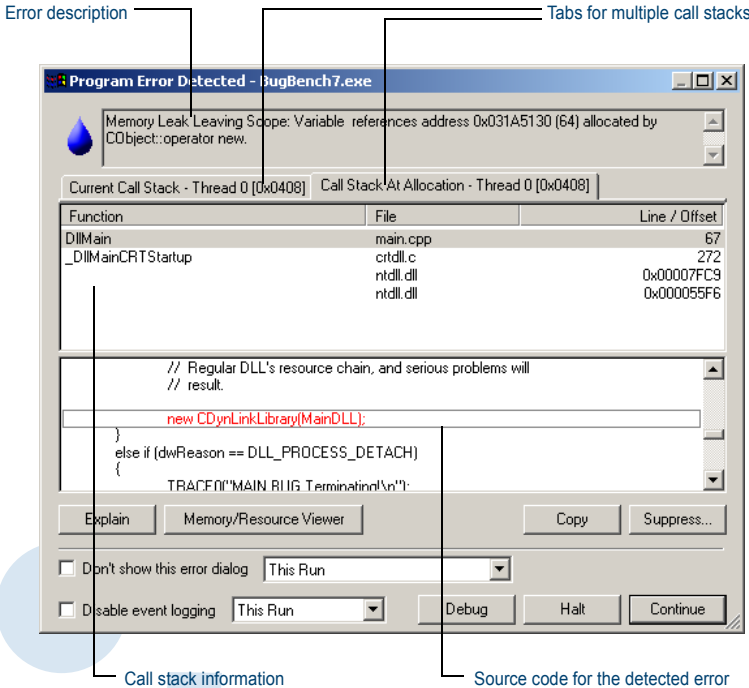 Error description
Tabs for multiple call stacks
Program Error Detected - BugBench7.exe
Memory Leak Leaving Scope: Variable references address 0x031A5130 (64) allocated by
CObject::operator new.
Current Call Stack - Thread 0 [0x0408]
Call Stack At Allocation - Thread 0 [0x0408]
Function File Line / Offset
DllMain main.cpp 67
_DllMainCRTStartup crtdll.c 272
ntdll.dll 0x00007FC9
ntdll.dll 0x000055F6
// Regular DLL's resource chain, and serious problems will
// result.
new CDynLinkLibrary(MainDLL);
}
else if (dwReason == DLL_PROCESS_DETACH)
{
TRACE0("MAIN.BUG Terminating!\n");
Explain
Memory/Resource Viewer
Copy
Suppress...
Don't show this error dialog
This Run
Disable event logging
This Run
Debug
Halt
Continue
Call stack information
Source code for the detected error